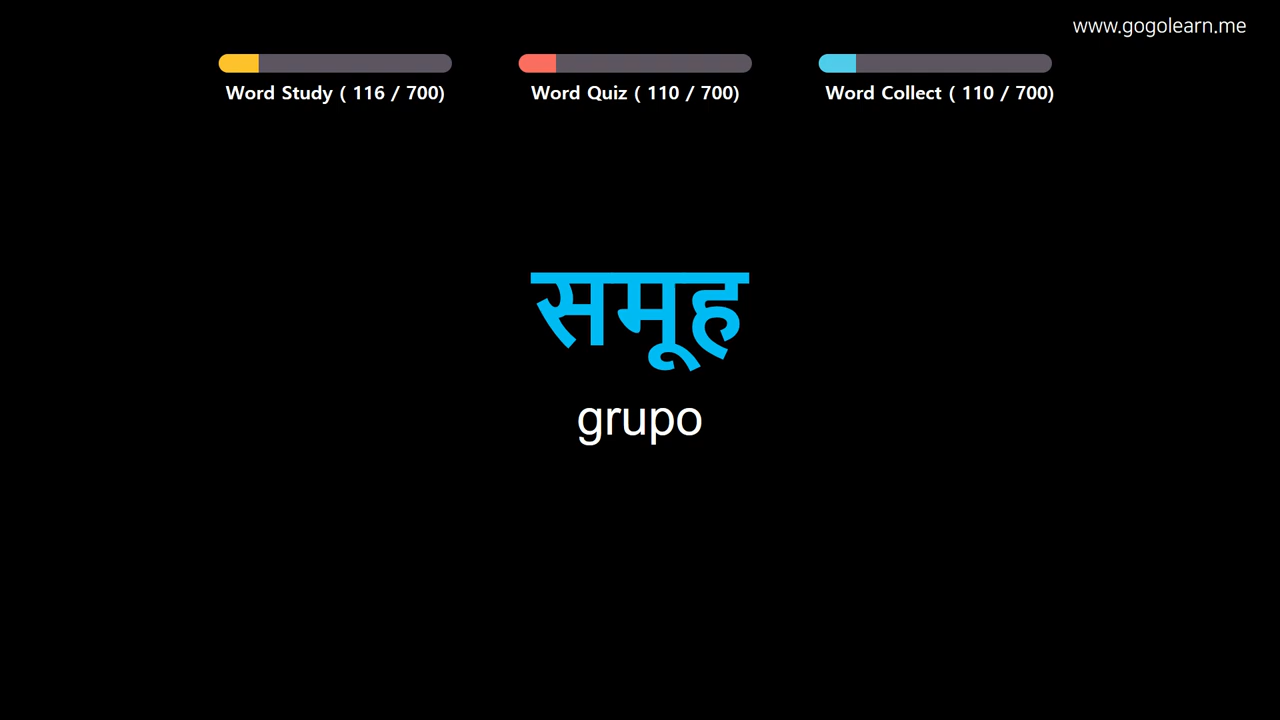 www.gogolearn.me
Word Study ( 116 / 700)
Word Quiz ( 110 / 700)
Word Collect ( 110 / 700)
समूह
grupo